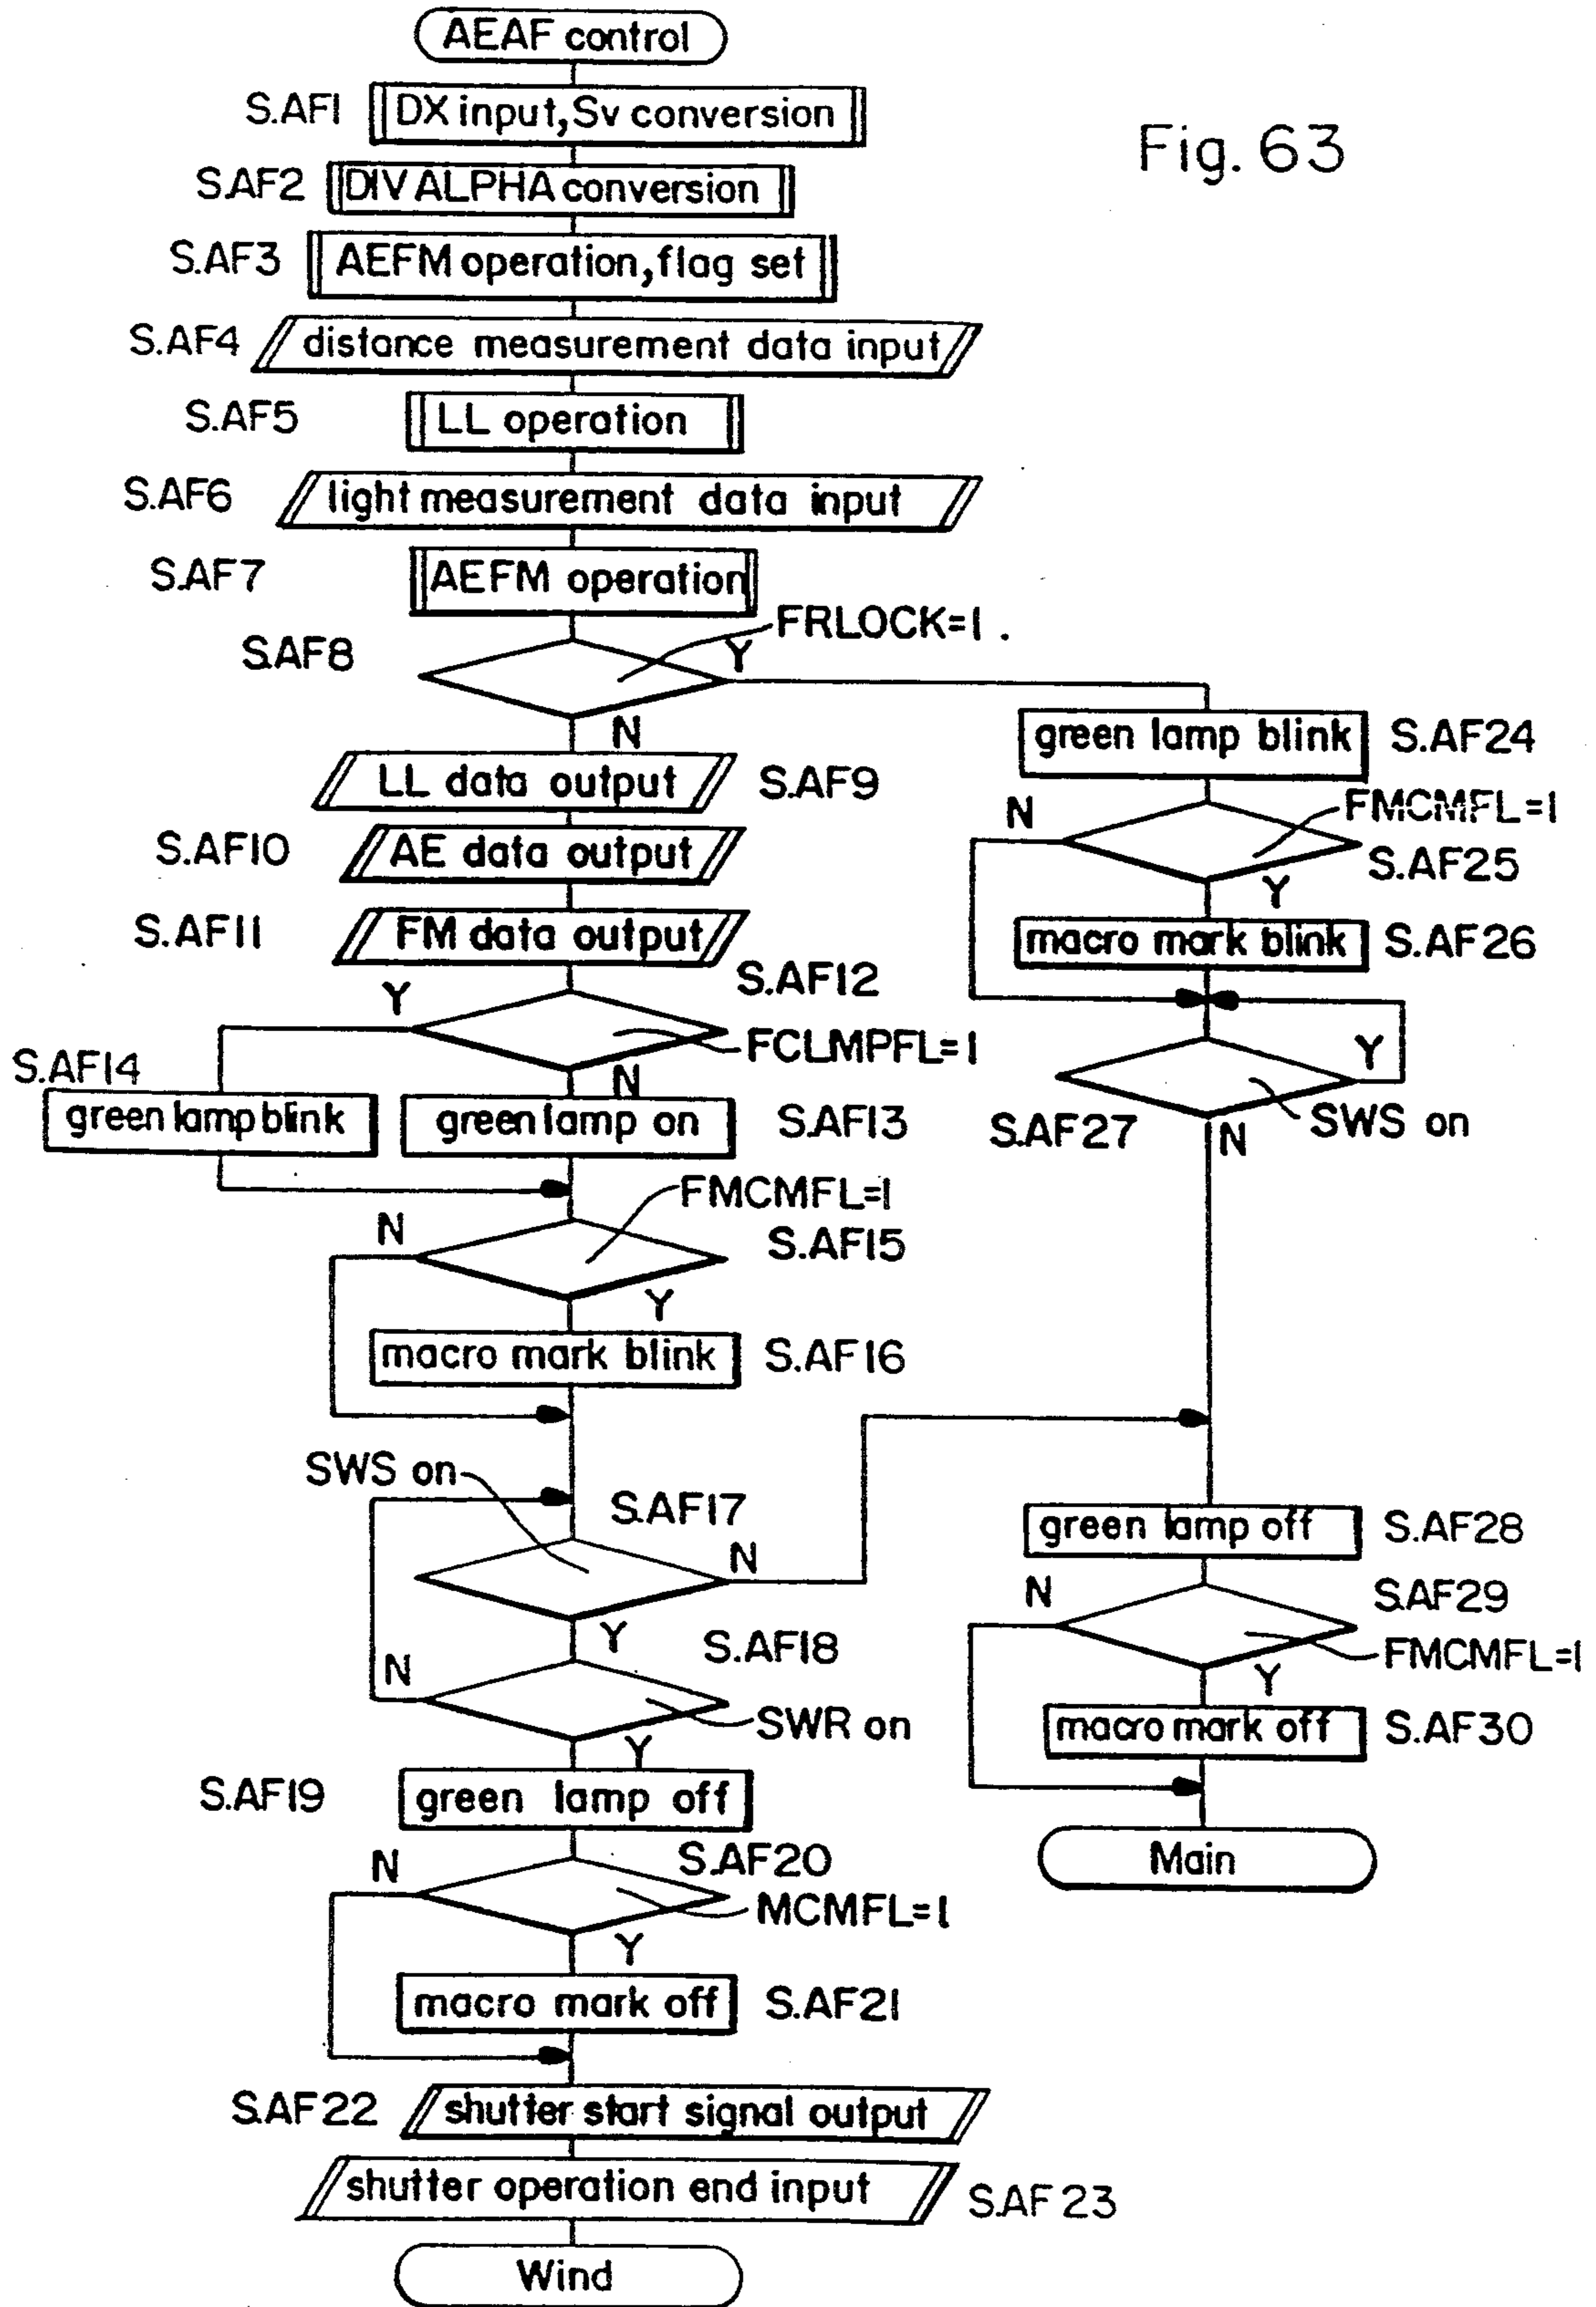 AEAF control
Fig. 63
S.AF1 DX input, Sv conversion
S.AF2 DIV ALPHA conversion
S.AF3 AEFM operation, flag set
S.AF4 distance measurement data input
S.AF5 LL operation
S.AF6 light measurement data input
S.AF7 AEFM operation
S.AF8 FRLOCK=1 .
Y
N
LL data output S.AF9
S.AF10 AE data output
S.AF11 FM data output
S.AF12
Y
FCLMPFL=1
N
S.AF14
green lamp blink
green lamp on S.AF13
FMCMFL=1
N
S.AF15
Y
macro mark blink S.AF16
SWS on
S.AF17
N
Y
S.AF18
N
SWR on
Y
S.AF19 green lamp off
S.AF20
N
MCMFL=1
Y
macro mark off S.AF21
S.AF22 shutter start signal output
shutter operation end input S.AF23
Wind
green lamp blink S.AF24
N
FMCMFL=1
S.AF25
Y
macro mark blink S.AF26
Y
S.AF27
SWS on
N
green lamp off S.AF28
N
S.AF29
FMCMFL=1
Y
macro mark off S.AF30
Main